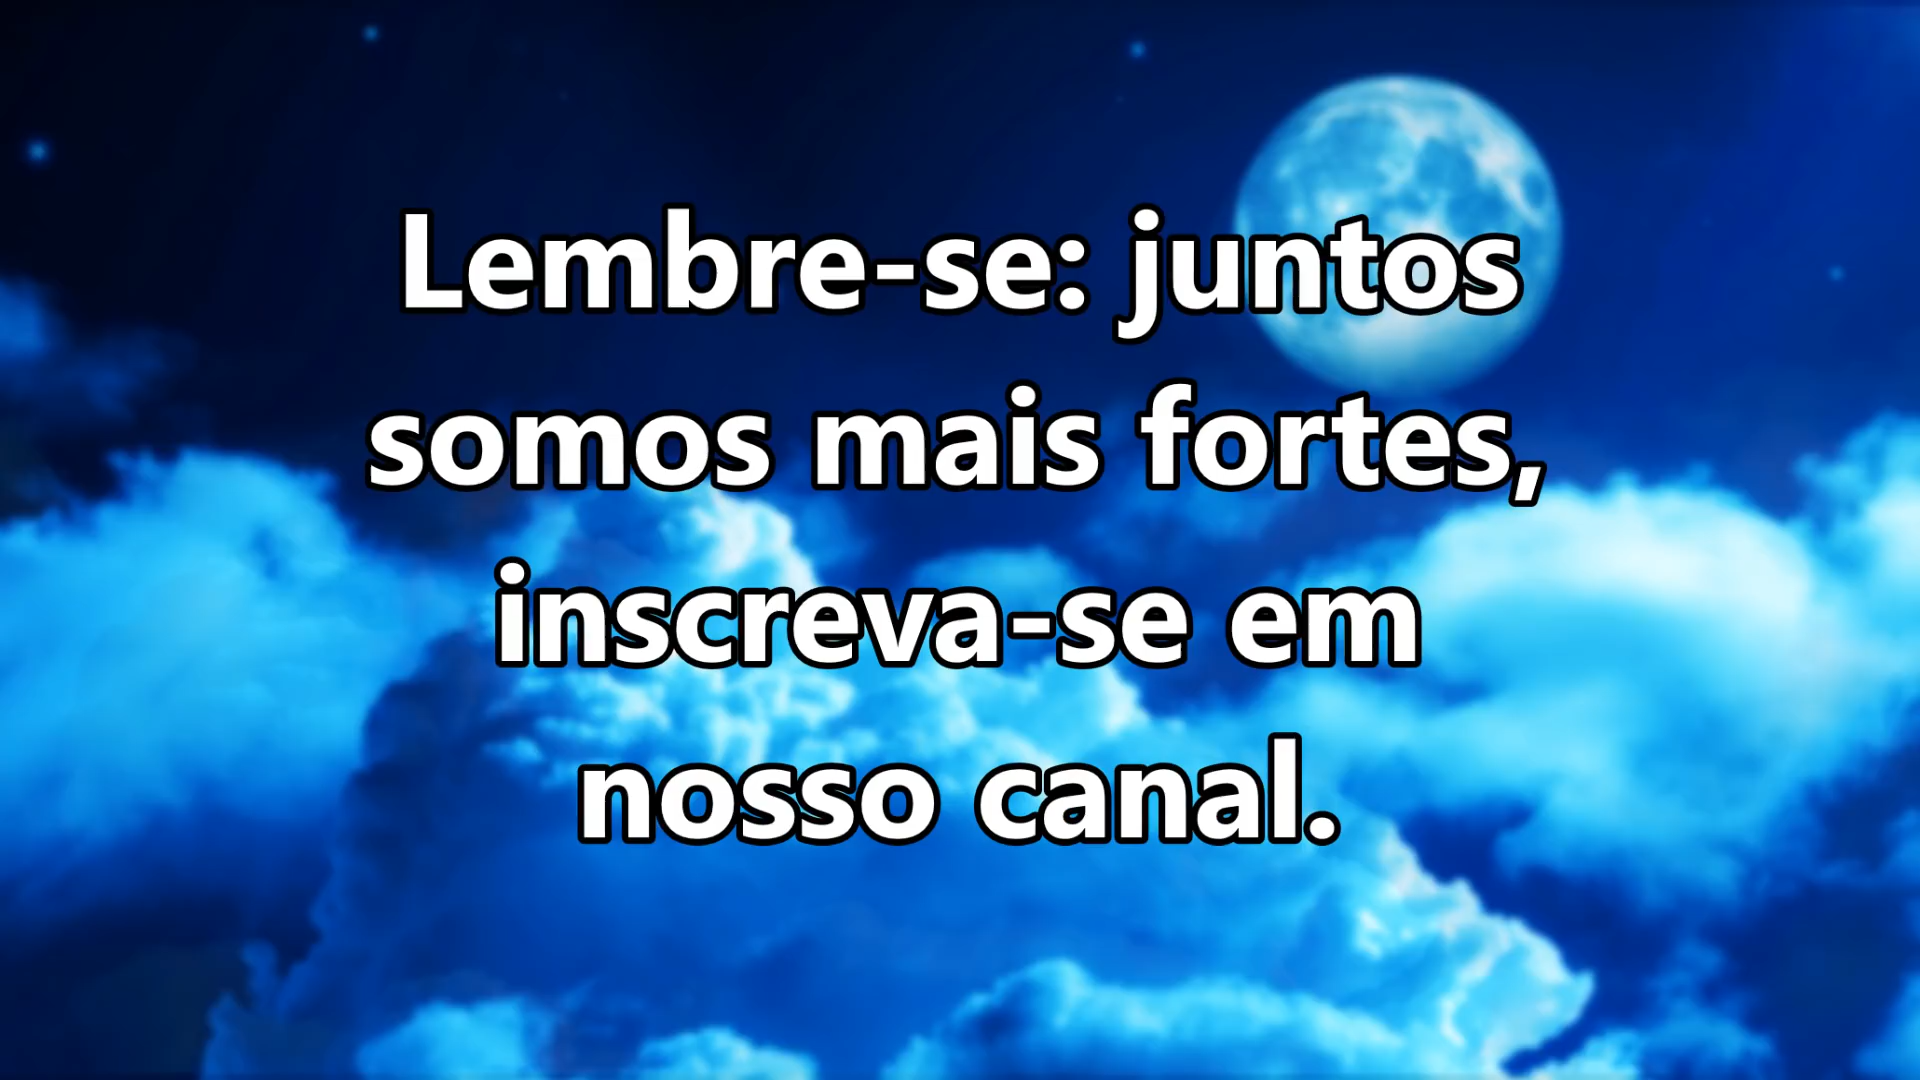 Lembre-se: juntos
somos mais fortes,
inscreva-se em
nosso canal.